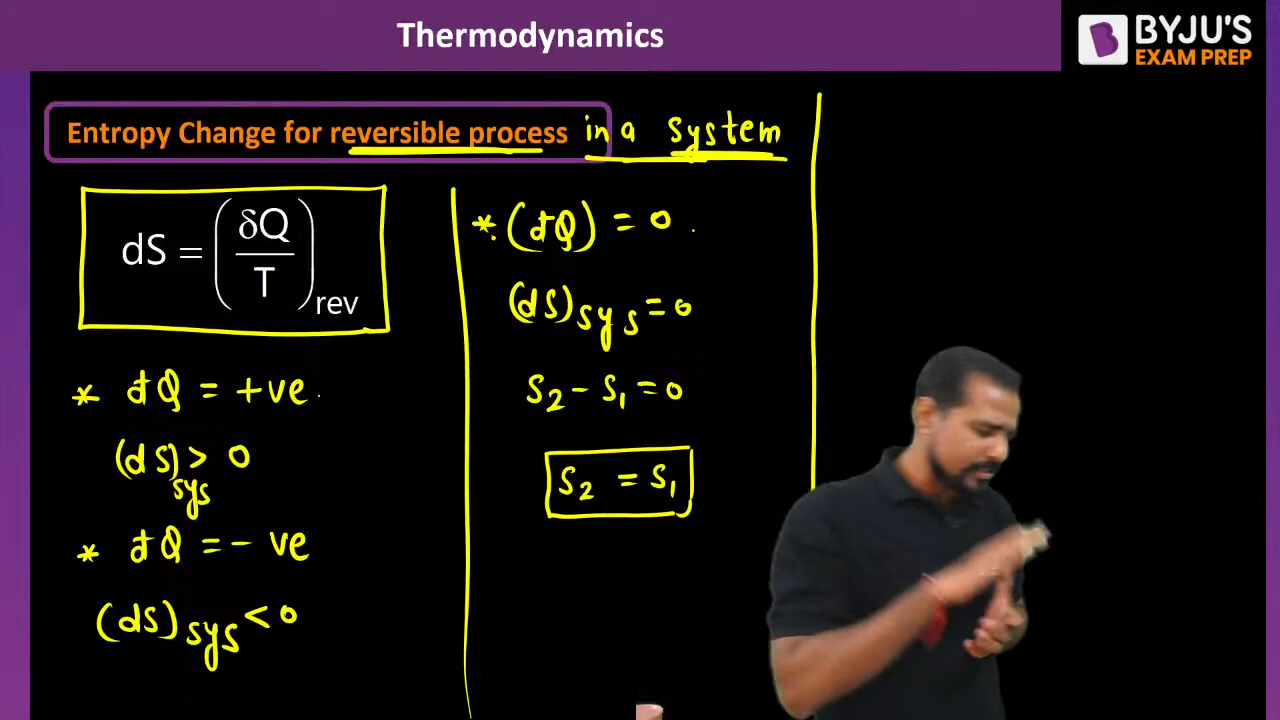 Thermodynamics
BYJU'S
EXAM PREP
Entropy Change for reversible process in a system
dS = (δQ/T)rev
* đQ = +ve.
(dS)sys > 0
* đQ = - ve
(dS)sys < 0
*. (đQ) = 0.
(dS)sys = 0
S2 - S1 = 0
S2 = S1